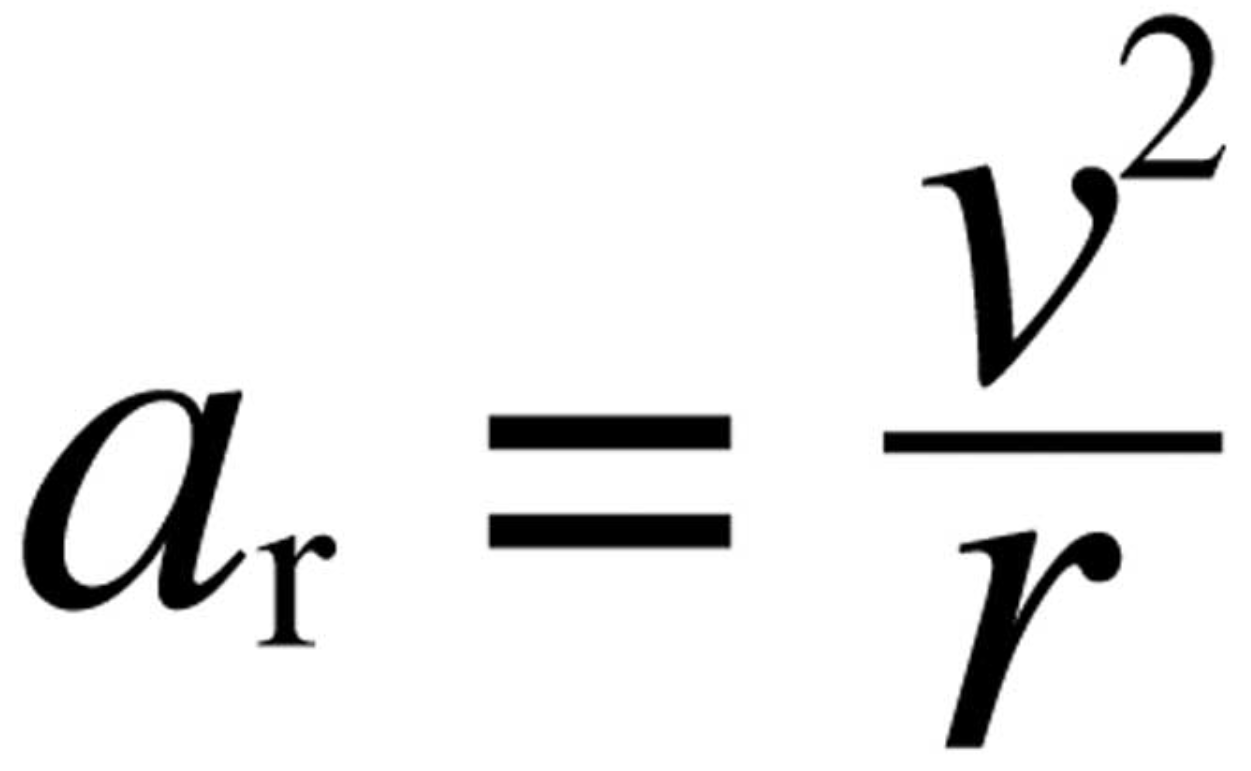 a_r = v^2/r